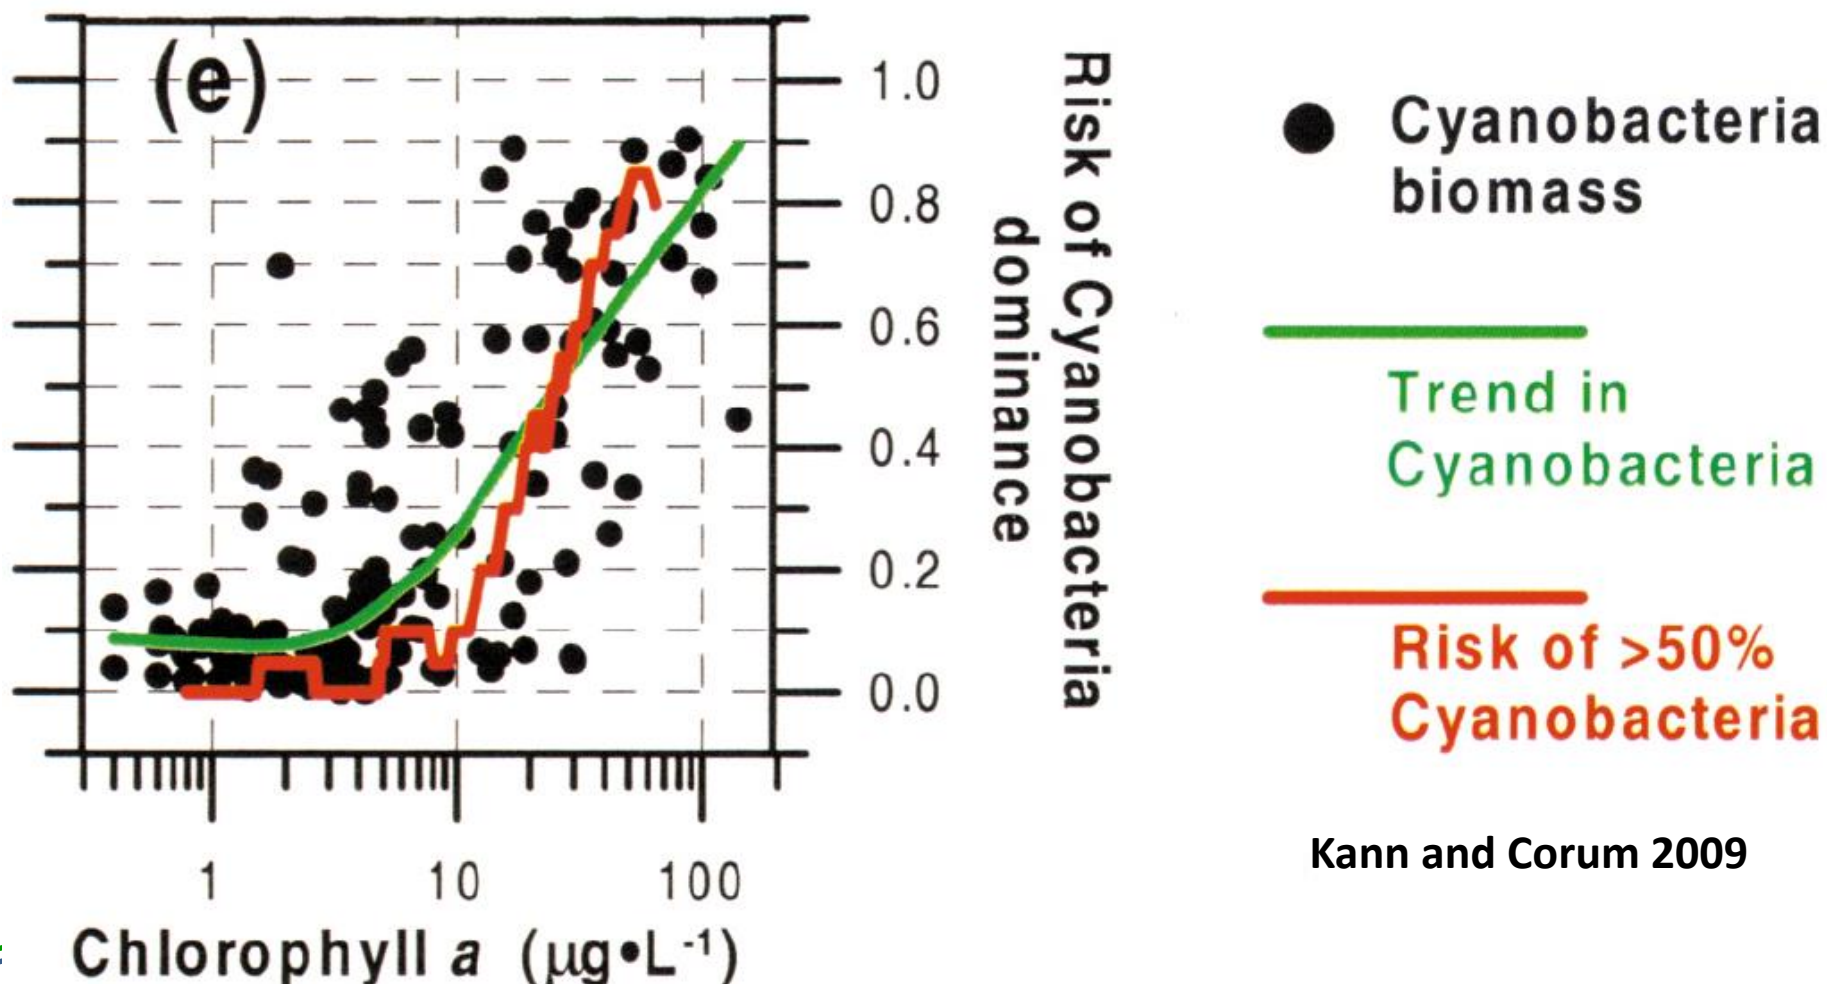 (e)
1.0
0.8
0.6
0.4
0.2
0.0
Risk of Cyanobacteria
dominance
1
10
100
Chlorophyll a (µg•L⁻¹)
Cyanobacteria
biomass
Trend in
Cyanobacteria
Risk of >50%
Cyanobacteria
Kann and Corum 2009